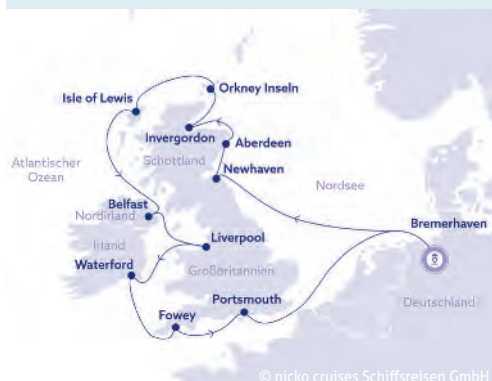 Orkney Inseln
Isle of Lewis
Invergordon
Aberdeen
Schottland
Atlantischer
Ozean
Newhaven
Nordsee
Belfast
Nordirland
Bremerhaven
Liverpool
Irland
Waterford
Großbritannien
Portsmouth
Deutschland
Fowey
© nicko cruises Schiffsreisen GmbH